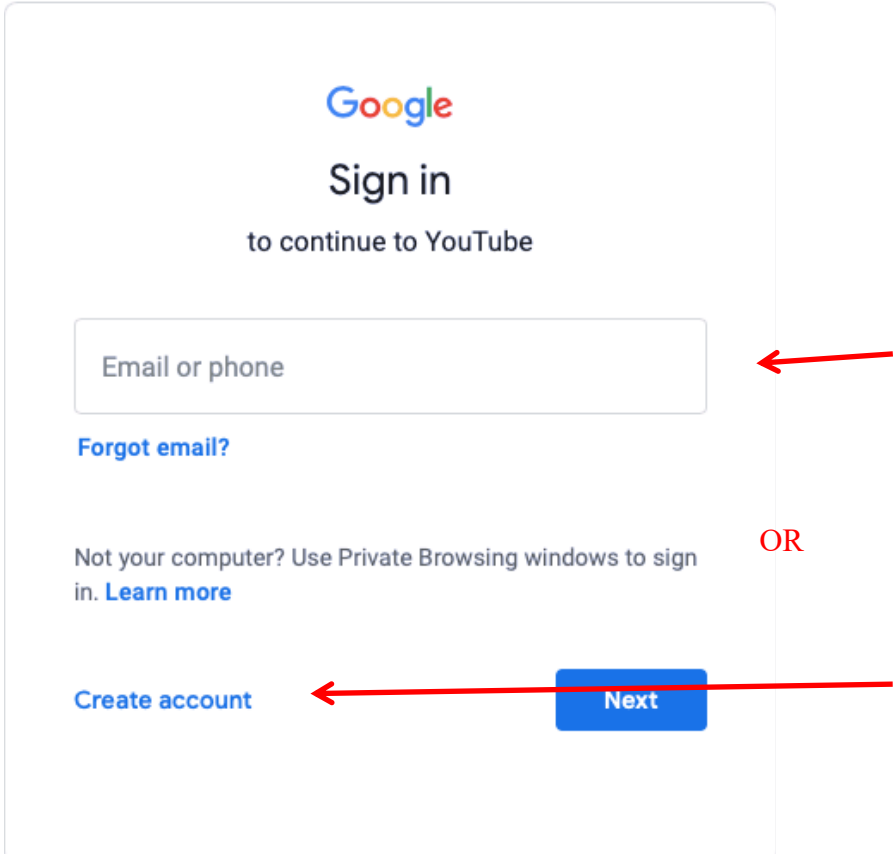 Google
Sign in
to continue to YouTube
Email or phone
Forgot email?
OR
Not your computer? Use Private Browsing windows to sign
in. Learn more
Create account
Next